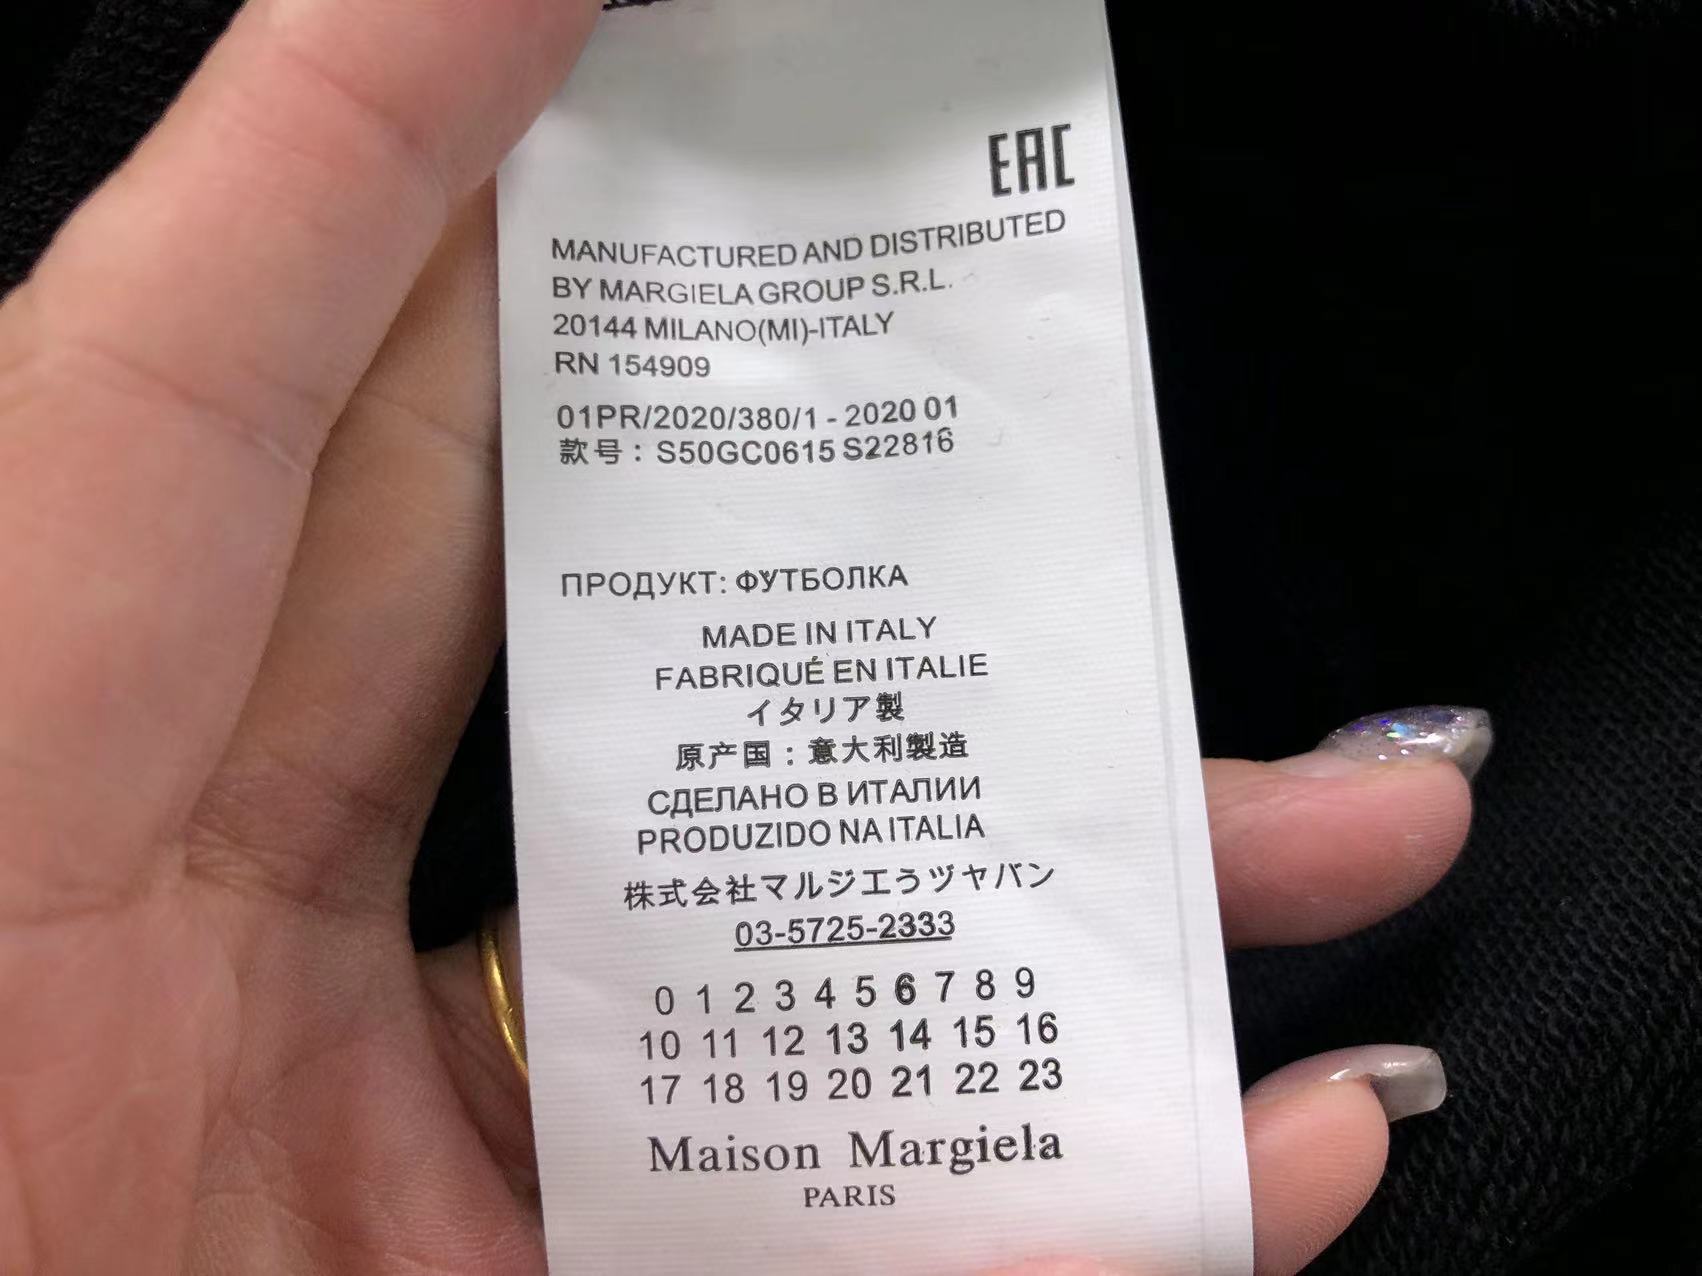 EAC
MANUFACTURED AND DISTRIBUTED
BY MARGIELA GROUP S.R.L.
20144 MILANO(MI)-ITALY
RN 154909
01PR/2020/380/1 - 2020 01
款号：S50GC0615 S22816
ПРОДУКТ: ФУТБОЛКА
MADE IN ITALY
FABRIQUÉ EN ITALIE
イタリア製
原产国：意大利製造
СДЕЛАНО В ИТАЛИИ
PRODUZIDO NA ITALIA
株式会社マルジエうヅヤバン
03-5725-2333
0 1 2 3 4 5 6 7 8 9
10 11 12 13 14 15 16
17 18 19 20 21 22 23
Maison Margiela
PARIS